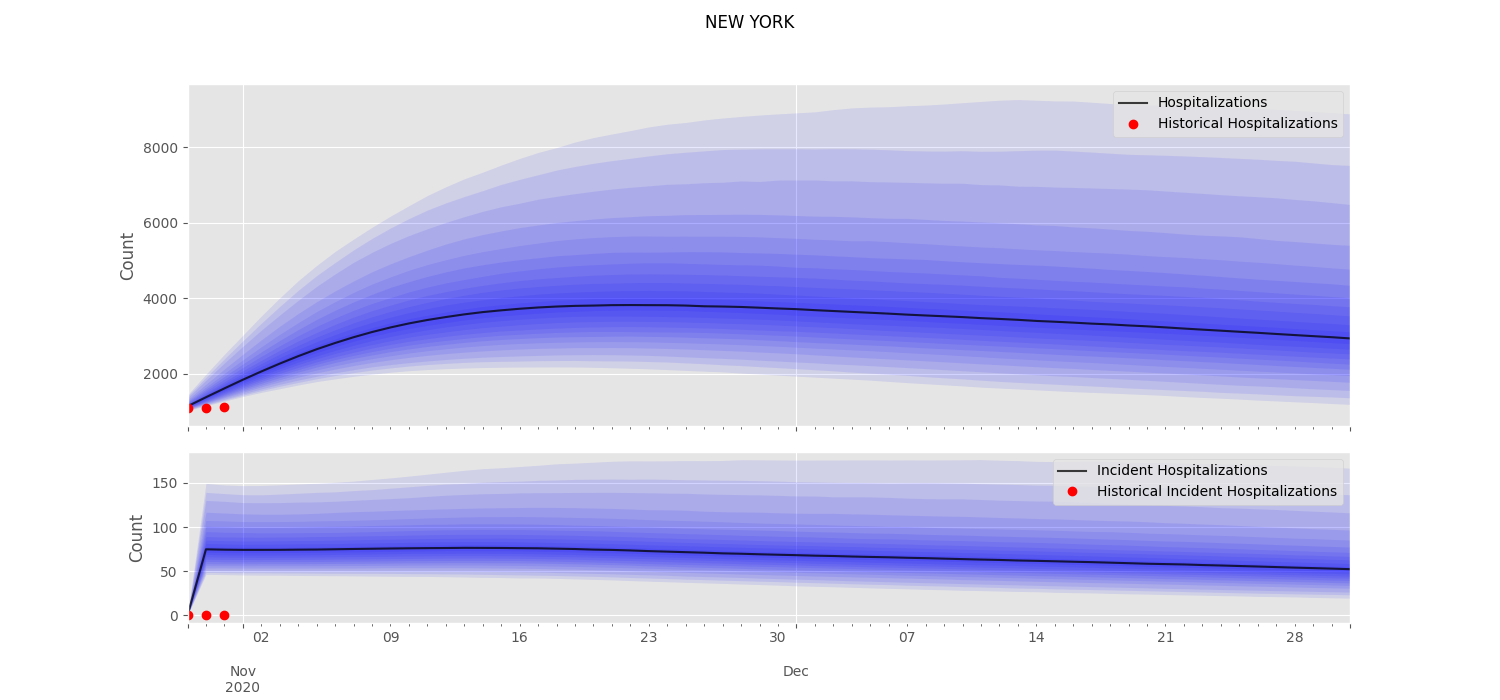 NEW YORK
Hospitalizations
Historical Hospitalizations
8000
6000
4000
2000
Count
Incident Hospitalizations
Historical Incident Hospitalizations
150
100
50
0
Count
02 09 16 23 30 07 14 21 28
Nov Dec
2020